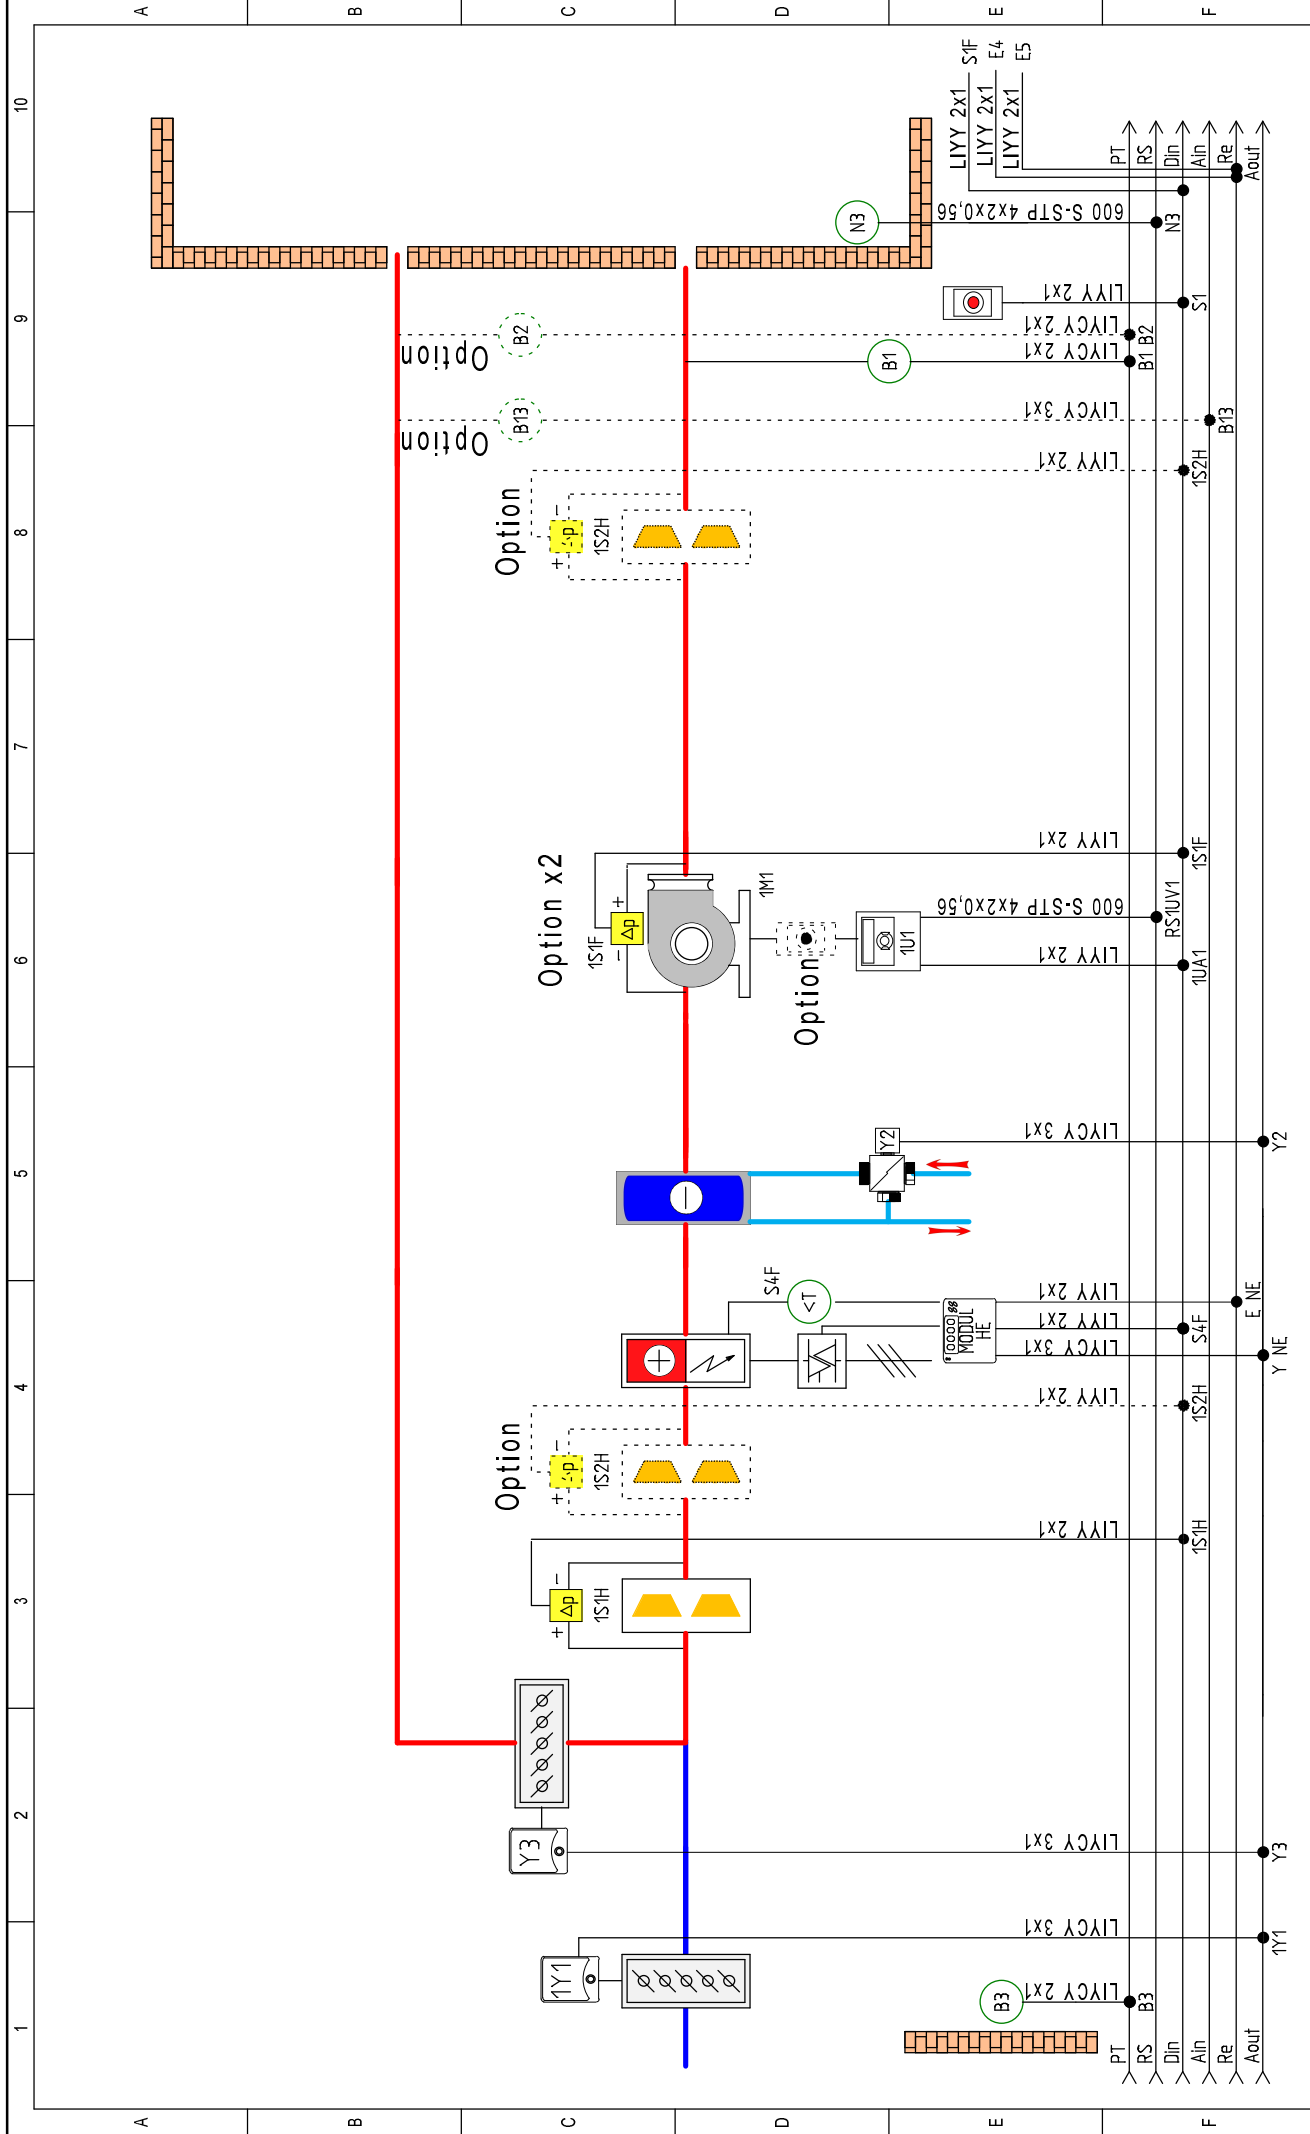 1 2 3 4 5 6 7 8 9 10
A
A
B
B
C
C
D
D
E
E
F
F
S1F
E4
E5
LIYY 2x1
LIYY 2x1
LIYY 2x1
Option
B2
Option
B13
Option
+ Δp −
1S2H
N3
600 S-STP 4x2x0,56
N3
LIYY 2x1
S1
LIYCY 2x1
B2
B1
LIYCY 2x1
B1
LIYCY 3x1
B13
LIYY 2x1
1S2H
Option x2
1S1F
− Δp +
1M1
Option
1U1
LIYY 2x1
1S1F
600 S-STP 4x2x0,56
RS1UV1
LIYY 2x1
1UA1
Y2
LIYCY 3x1
Y2
S4F
<T
MODUL
HE
0000
88
LIYY 2x1
E NE
LIYY 2x1
S4F
LIYCY 3x1
Y NE
Option
+ Δp −
1S2H
LIYY 2x1
1S2H
+ Δp −
1S1H
LIYY 2x1
1S1H
Y3
LIYCY 3x1
Y3
1Y1
LIYCY 3x1
1Y1
B3
LIYCY 2x1
B3
PT
PT
RS
RS
Din
Din
Ain
Ain
Re
Re
Aout
Aout